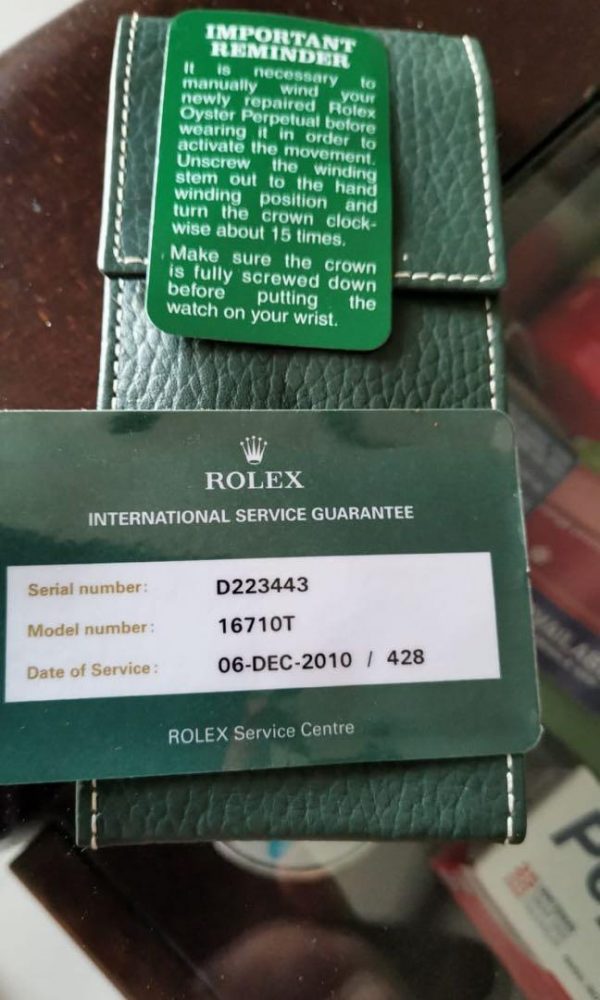 IMPORTANT
REMINDER
It is necessary to
manually wind your
newly repaired Rolex
Oyster Perpetual before
wearing it in order to
activate the movement.
Unscrew the winding
stem out to the hand
winding position and
turn the crown clock-
wise about 15 times.
Make sure the crown
is fully screwed down
before putting the
watch on your wrist.
ROLEX
INTERNATIONAL SERVICE GUARANTEE
Serial number: D223443
Model number: 16710T
Date of Service: 06-DEC-2010 / 428
ROLEX Service Centre